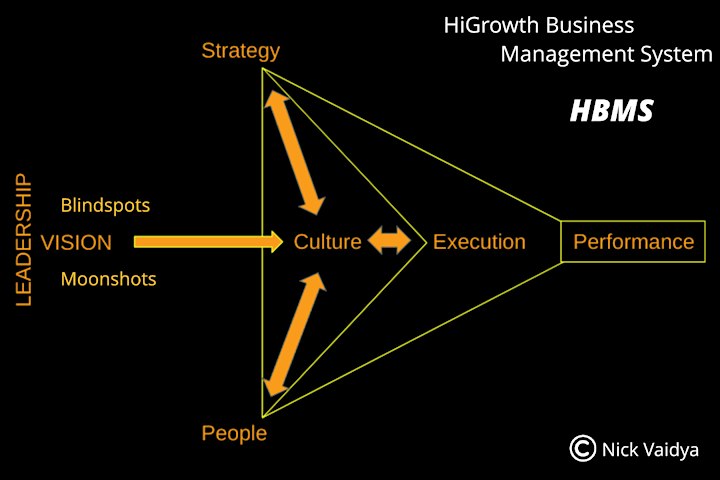 HiGrowth Business
Management System
HBMS
Strategy
LEADERSHIP
Blindspots
VISION
Moonshots
Culture
Execution
Performance
People
© Nick Vaidya